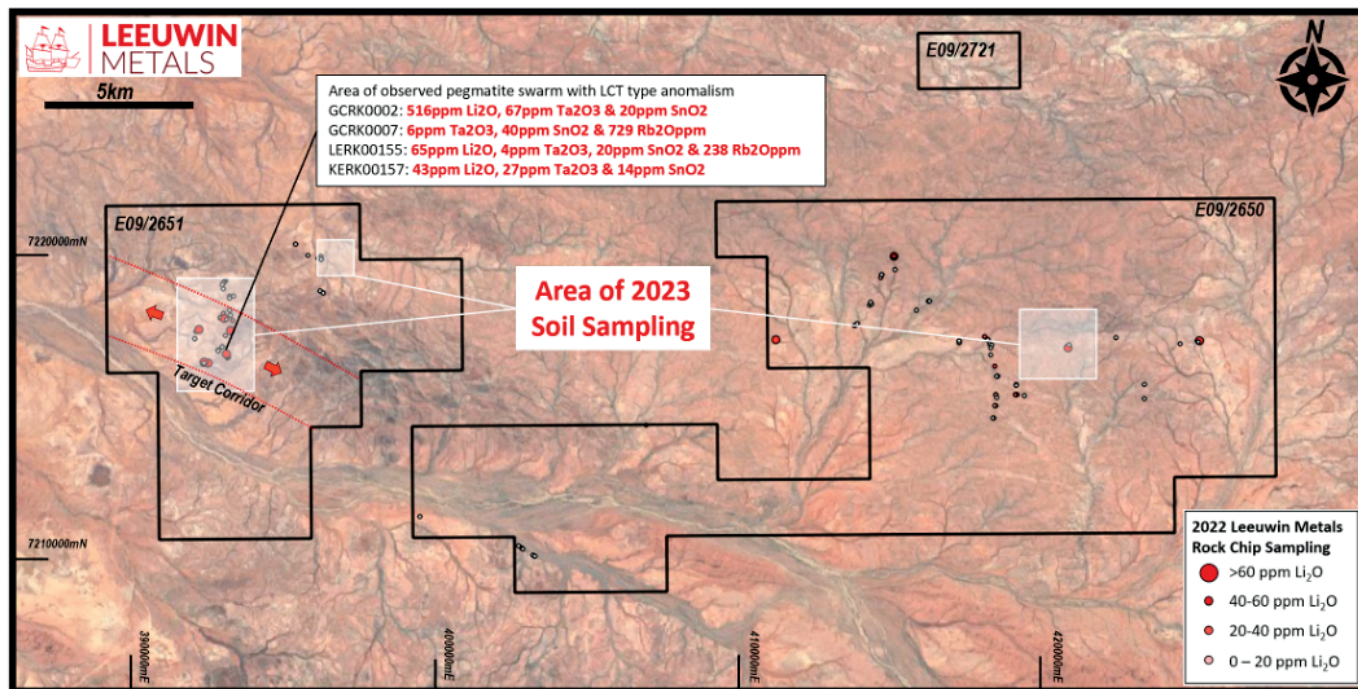 LEEUWIN
METALS
5km
E09/2721
N
Area of observed pegmatite swarm with LCT type anomalism
GCRK0002: 516ppm Li2O, 67ppm Ta2O3 & 20ppm SnO2
GCRK0007: 6ppm Ta2O3, 40ppm SnO2 & 729 Rb2Oppm
LERK00155: 65ppm Li2O, 4ppm Ta2O3, 20ppm SnO2 & 238 Rb2Oppm
KERK00157: 43ppm Li2O, 27ppm Ta2O3 & 14ppm SnO2
E09/2651
E09/2650
7220000mN
Area of 2023
Soil Sampling
Target Corridor
7210000mN
390000mE
400000mE
410000mE
420000mE
2022 Leeuwin Metals
Rock Chip Sampling
>60 ppm Li₂O
40-60 ppm Li₂O
20-40 ppm Li₂O
0 – 20 ppm Li₂O